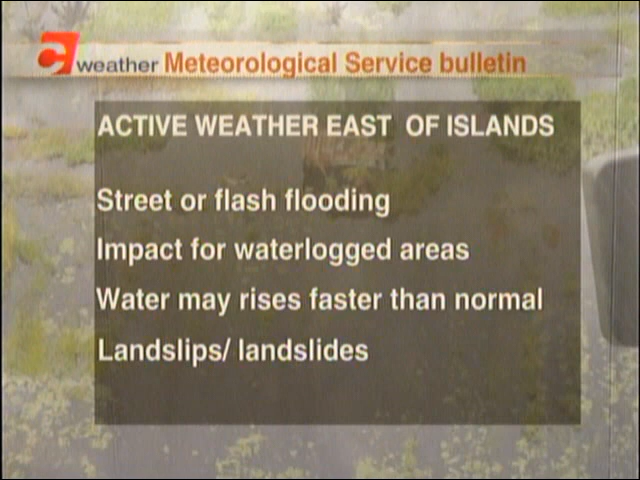 weather Meteorological Service bulletin
ACTIVE WEATHER EAST OF ISLANDS
Street or flash flooding
Impact for waterlogged areas
Water may rises faster than normal
Landslips/ landslides